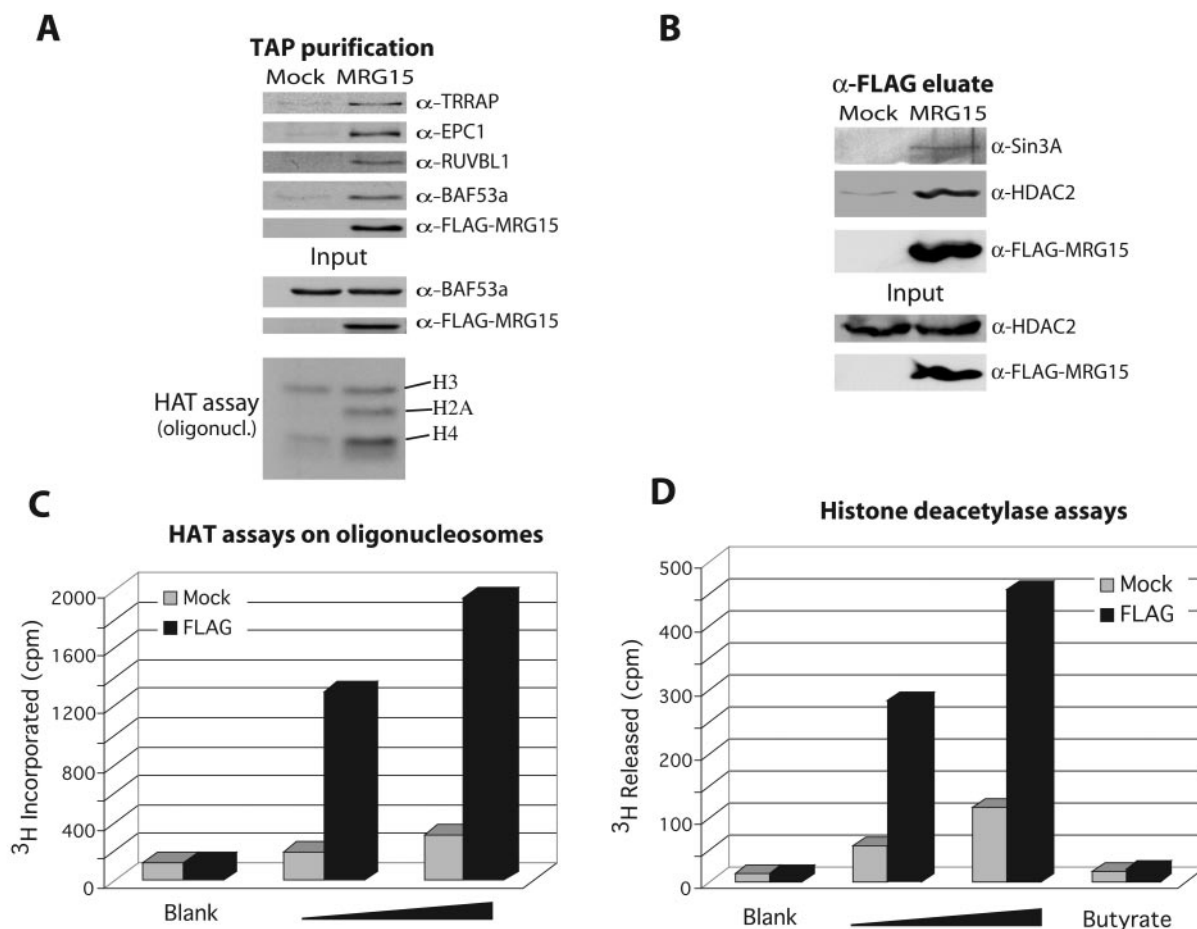 A
TAP purification
Mock MRG15
α-TRRAP
α-EPC1
α-RUVBL1
α-BAF53a
α-FLAG-MRG15
Input
α-BAF53a
α-FLAG-MRG15
HAT assay
(oligonucl.)
H3
H2A
H4
B
α-FLAG eluate
Mock MRG15
α-Sin3A
α-HDAC2
α-FLAG-MRG15
Input
α-HDAC2
α-FLAG-MRG15
C
HAT assays on oligonucleosomes
³H Incorporated (cpm)
2000
1600
1200
800
400
0
Mock
FLAG
Blank
D
Histone deacetylase assays
³H Released (cpm)
500
400
300
200
100
0
Mock
FLAG
Blank
Butyrate